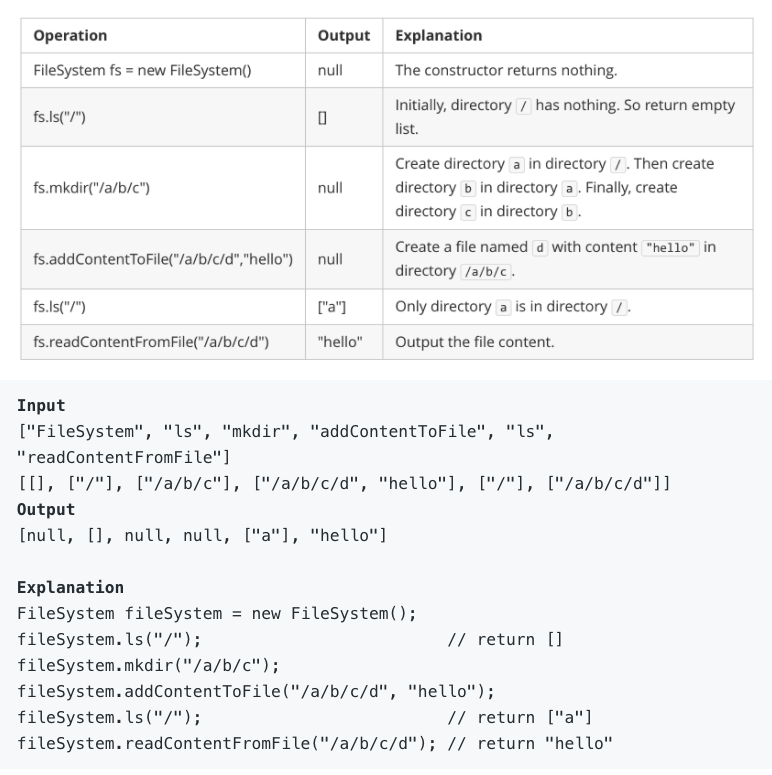 Operation Output Explanation
FileSystem fs = new FileSystem() null The constructor returns nothing.
fs.ls("/") [] Initially, directory / has nothing. So return empty
list.
fs.mkdir("/a/b/c") null Create directory a in directory /. Then create
directory b in directory a. Finally, create
directory c in directory b.
fs.addContentToFile("/a/b/c/d","hello") null Create a file named d with content "hello" in
directory /a/b/c.
fs.ls("/") ["a"] Only directory a is in directory /.
fs.readContentFromFile("/a/b/c/d") "hello" Output the file content.
Input
["FileSystem", "ls", "mkdir", "addContentToFile", "ls",
"readContentFromFile"]
[[], ["/"], ["/a/b/c"], ["/a/b/c/d", "hello"], ["/"], ["/a/b/c/d"]]
Output
[null, [], null, null, ["a"], "hello"]
Explanation
FileSystem fileSystem = new FileSystem();
fileSystem.ls("/"); // return []
fileSystem.mkdir("/a/b/c");
fileSystem.addContentToFile("/a/b/c/d", "hello");
fileSystem.ls("/"); // return ["a"]
fileSystem.readContentFromFile("/a/b/c/d"); // return "hello"